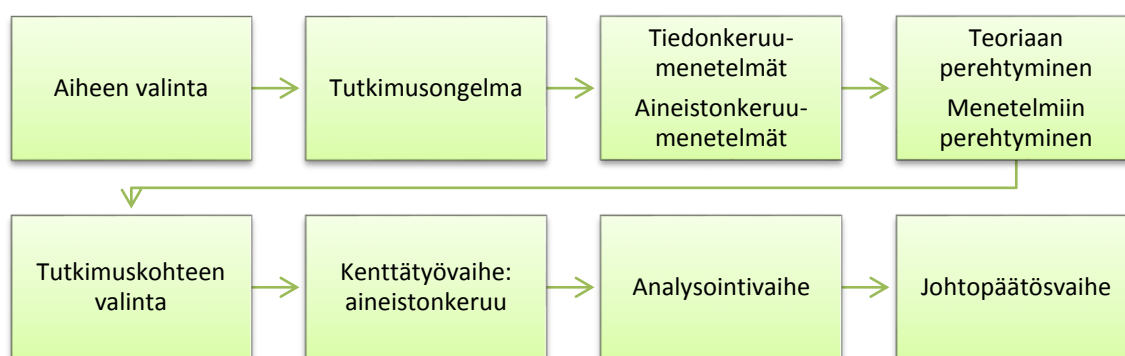 Aiheen valinta
Tutkimusongelma
Tiedonkeruu-
menetelmät
Aineistonkeruu-
menetelmät
Teoriaan
perehtyminen
Menetelmiin
perehtyminen
Tutkimuskohteen
valinta
Kenttätyövaihe:
aineistonkeruu
Analysointivaihe
Johtopäätösvaihe